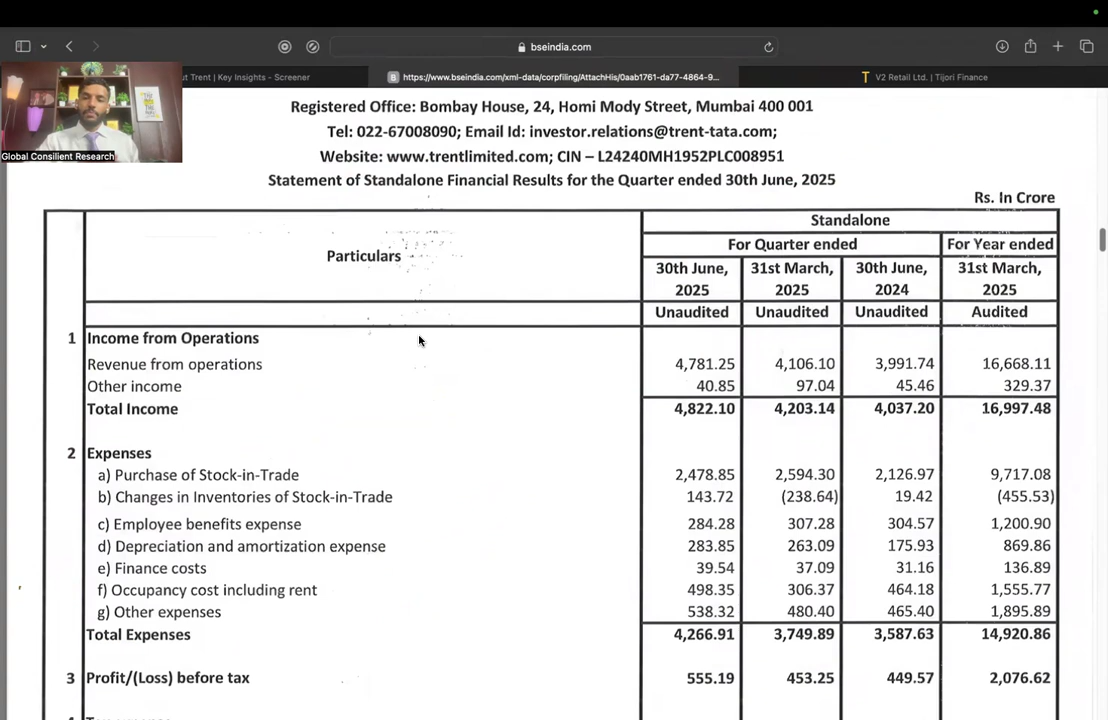 bseindia.com
ut Trent | Key Insights - Screener
B https://www.bseindia.com/xml-data/corpfiling/AttachHis/0aab1761-da77-4864-9...
T V2 Retail Ltd. | Tijori Finance
Global Consilient Research
Registered Office: Bombay House, 24, Homi Mody Street, Mumbai 400 001
Tel: 022-67008090; Email Id: investor.relations@trent-tata.com;
Website: www.trentlimited.com; CIN – L24240MH1952PLC008951
Statement of Standalone Financial Results for the Quarter ended 30th June, 2025
Rs. In Crore
Standalone
Particulars For Quarter ended For Year ended
30th June, 2025 31st March, 2025 30th June, 2024 31st March, 2025
Unaudited Unaudited Unaudited Audited
1 Income from Operations
Revenue from operations 4,781.25 4,106.10 3,991.74 16,668.11
Other income 40.85 97.04 45.46 329.37
Total Income 4,822.10 4,203.14 4,037.20 16,997.48
2 Expenses
a) Purchase of Stock-in-Trade 2,478.85 2,594.30 2,126.97 9,717.08
b) Changes in Inventories of Stock-in-Trade 143.72 (238.64) 19.42 (455.53)
c) Employee benefits expense 284.28 307.28 304.57 1,200.90
d) Depreciation and amortization expense 283.85 263.09 175.93 869.86
e) Finance costs 39.54 37.09 31.16 136.89
f) Occupancy cost including rent 498.35 306.37 464.18 1,555.77
g) Other expenses 538.32 480.40 465.40 1,895.89
Total Expenses 4,266.91 3,749.89 3,587.63 14,920.86
3 Profit/(Loss) before tax 555.19 453.25 449.57 2,076.62